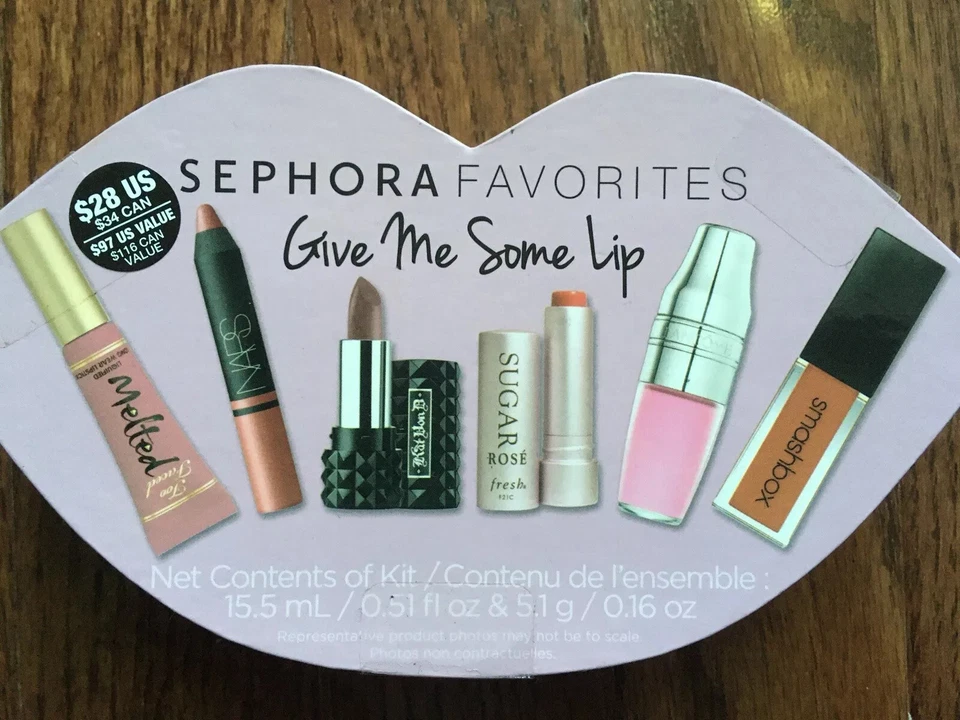 SEPHORA FAVORITES
Give Me Some Lip
$28 US
$34 CAN
$97 US VALUE
$116 CAN
VALUE
LIQUIFIED
LONG WEAR LIPSTICK
Melted
Too
Faced
NARS
Kat Von D
SUGAR
ROSÉ
fresh
smashbox
Net Contents of Kit / Contenu de l'ensemble :
15.5 mL / 0.51 fl oz & 5.1 g / 0.16 oz
Representative product photos may not be to scale.
Photos non contractuelles.